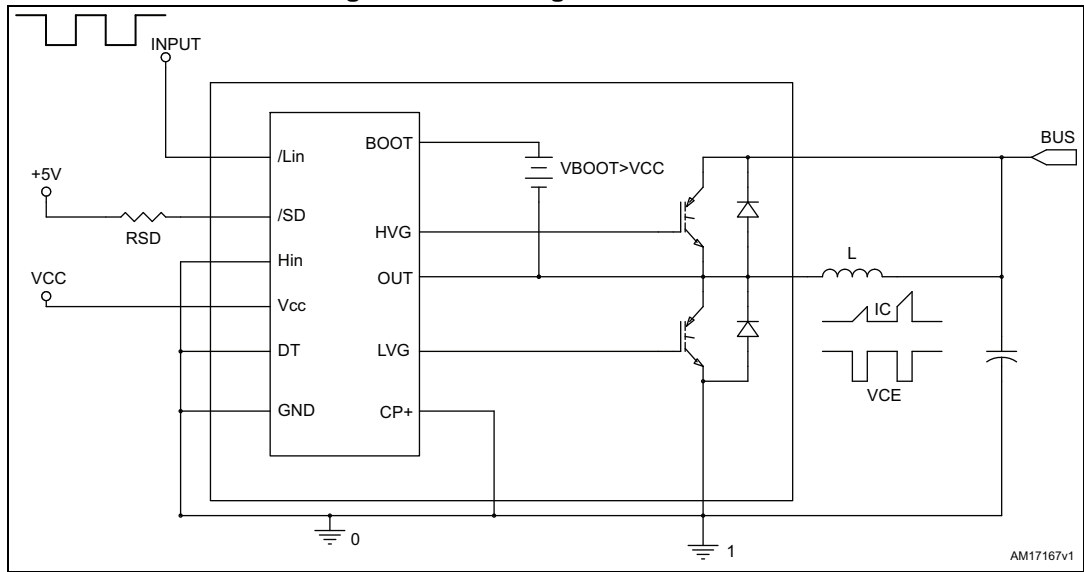 INPUT
BUS
BOOT
/Lin
+5V
VBOOT>VCC
/SD
RSD
HVG
Hin
L
VCC
OUT
Vcc
IC
DT
LVG
VCE
GND
CP+
0
1
AM17167v1